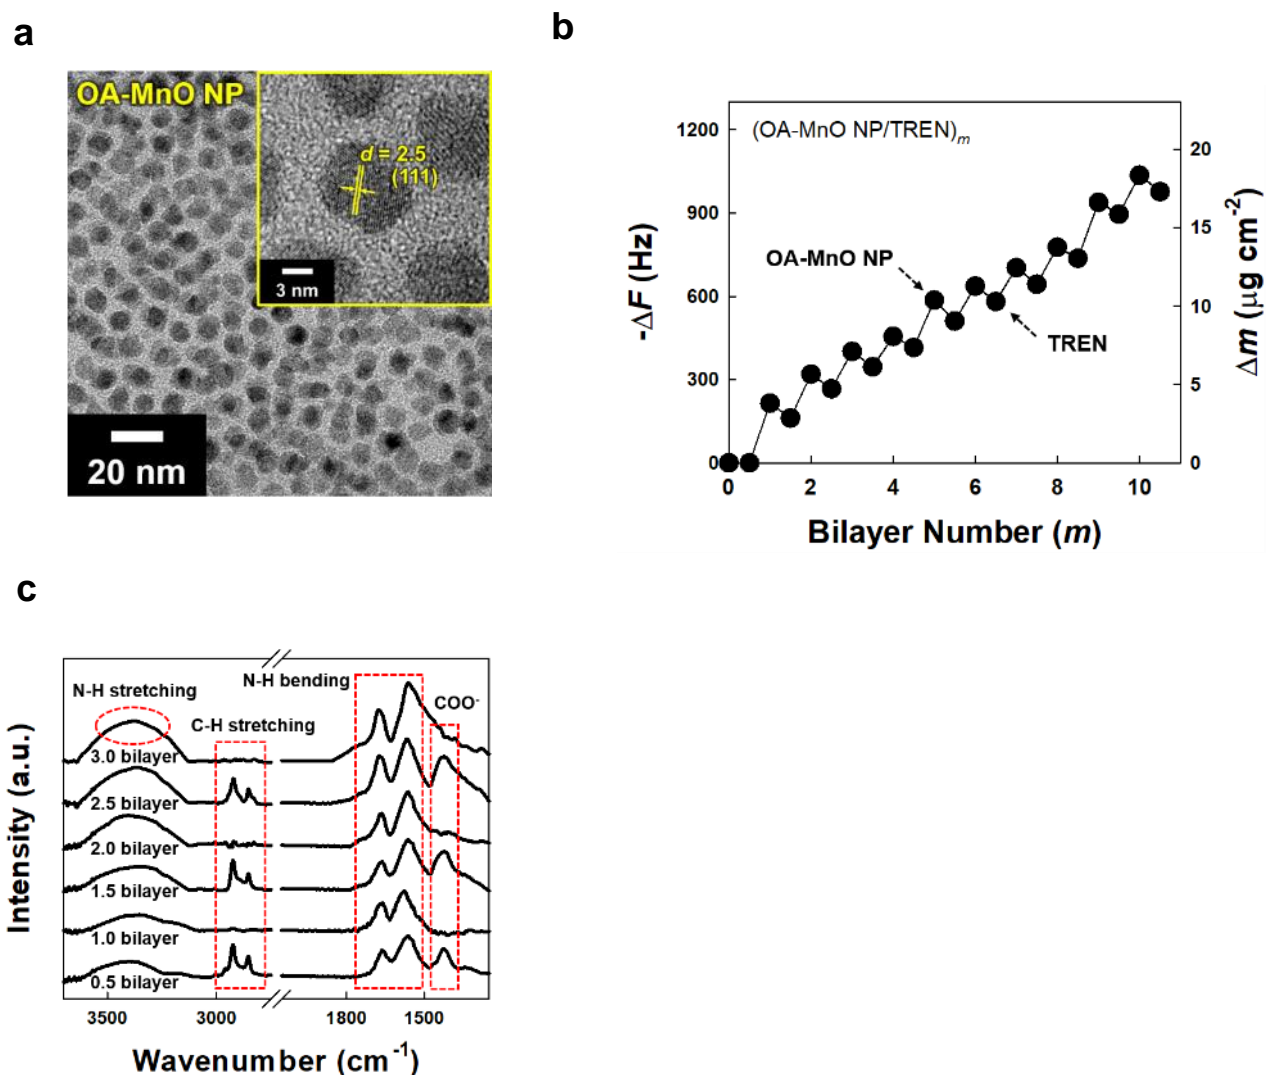 a
OA-MnO NP
d = 2.5
(111)
3 nm
20 nm
b
(OA-MnO NP/TREN)m
1200
900
600
300
0
-ΔF (Hz)
20
15
10
5
0
Δm (μg cm-2)
OA-MnO NP
TREN
0 2 4 6 8 10
Bilayer Number (m)
c
N-H stretching
C-H stretching
N-H bending
COO-
3.0 bilayer
2.5 bilayer
2.0 bilayer
1.5 bilayer
1.0 bilayer
0.5 bilayer
Intensity (a.u.)
3500 3000 1800 1500
Wavenumber (cm-1)